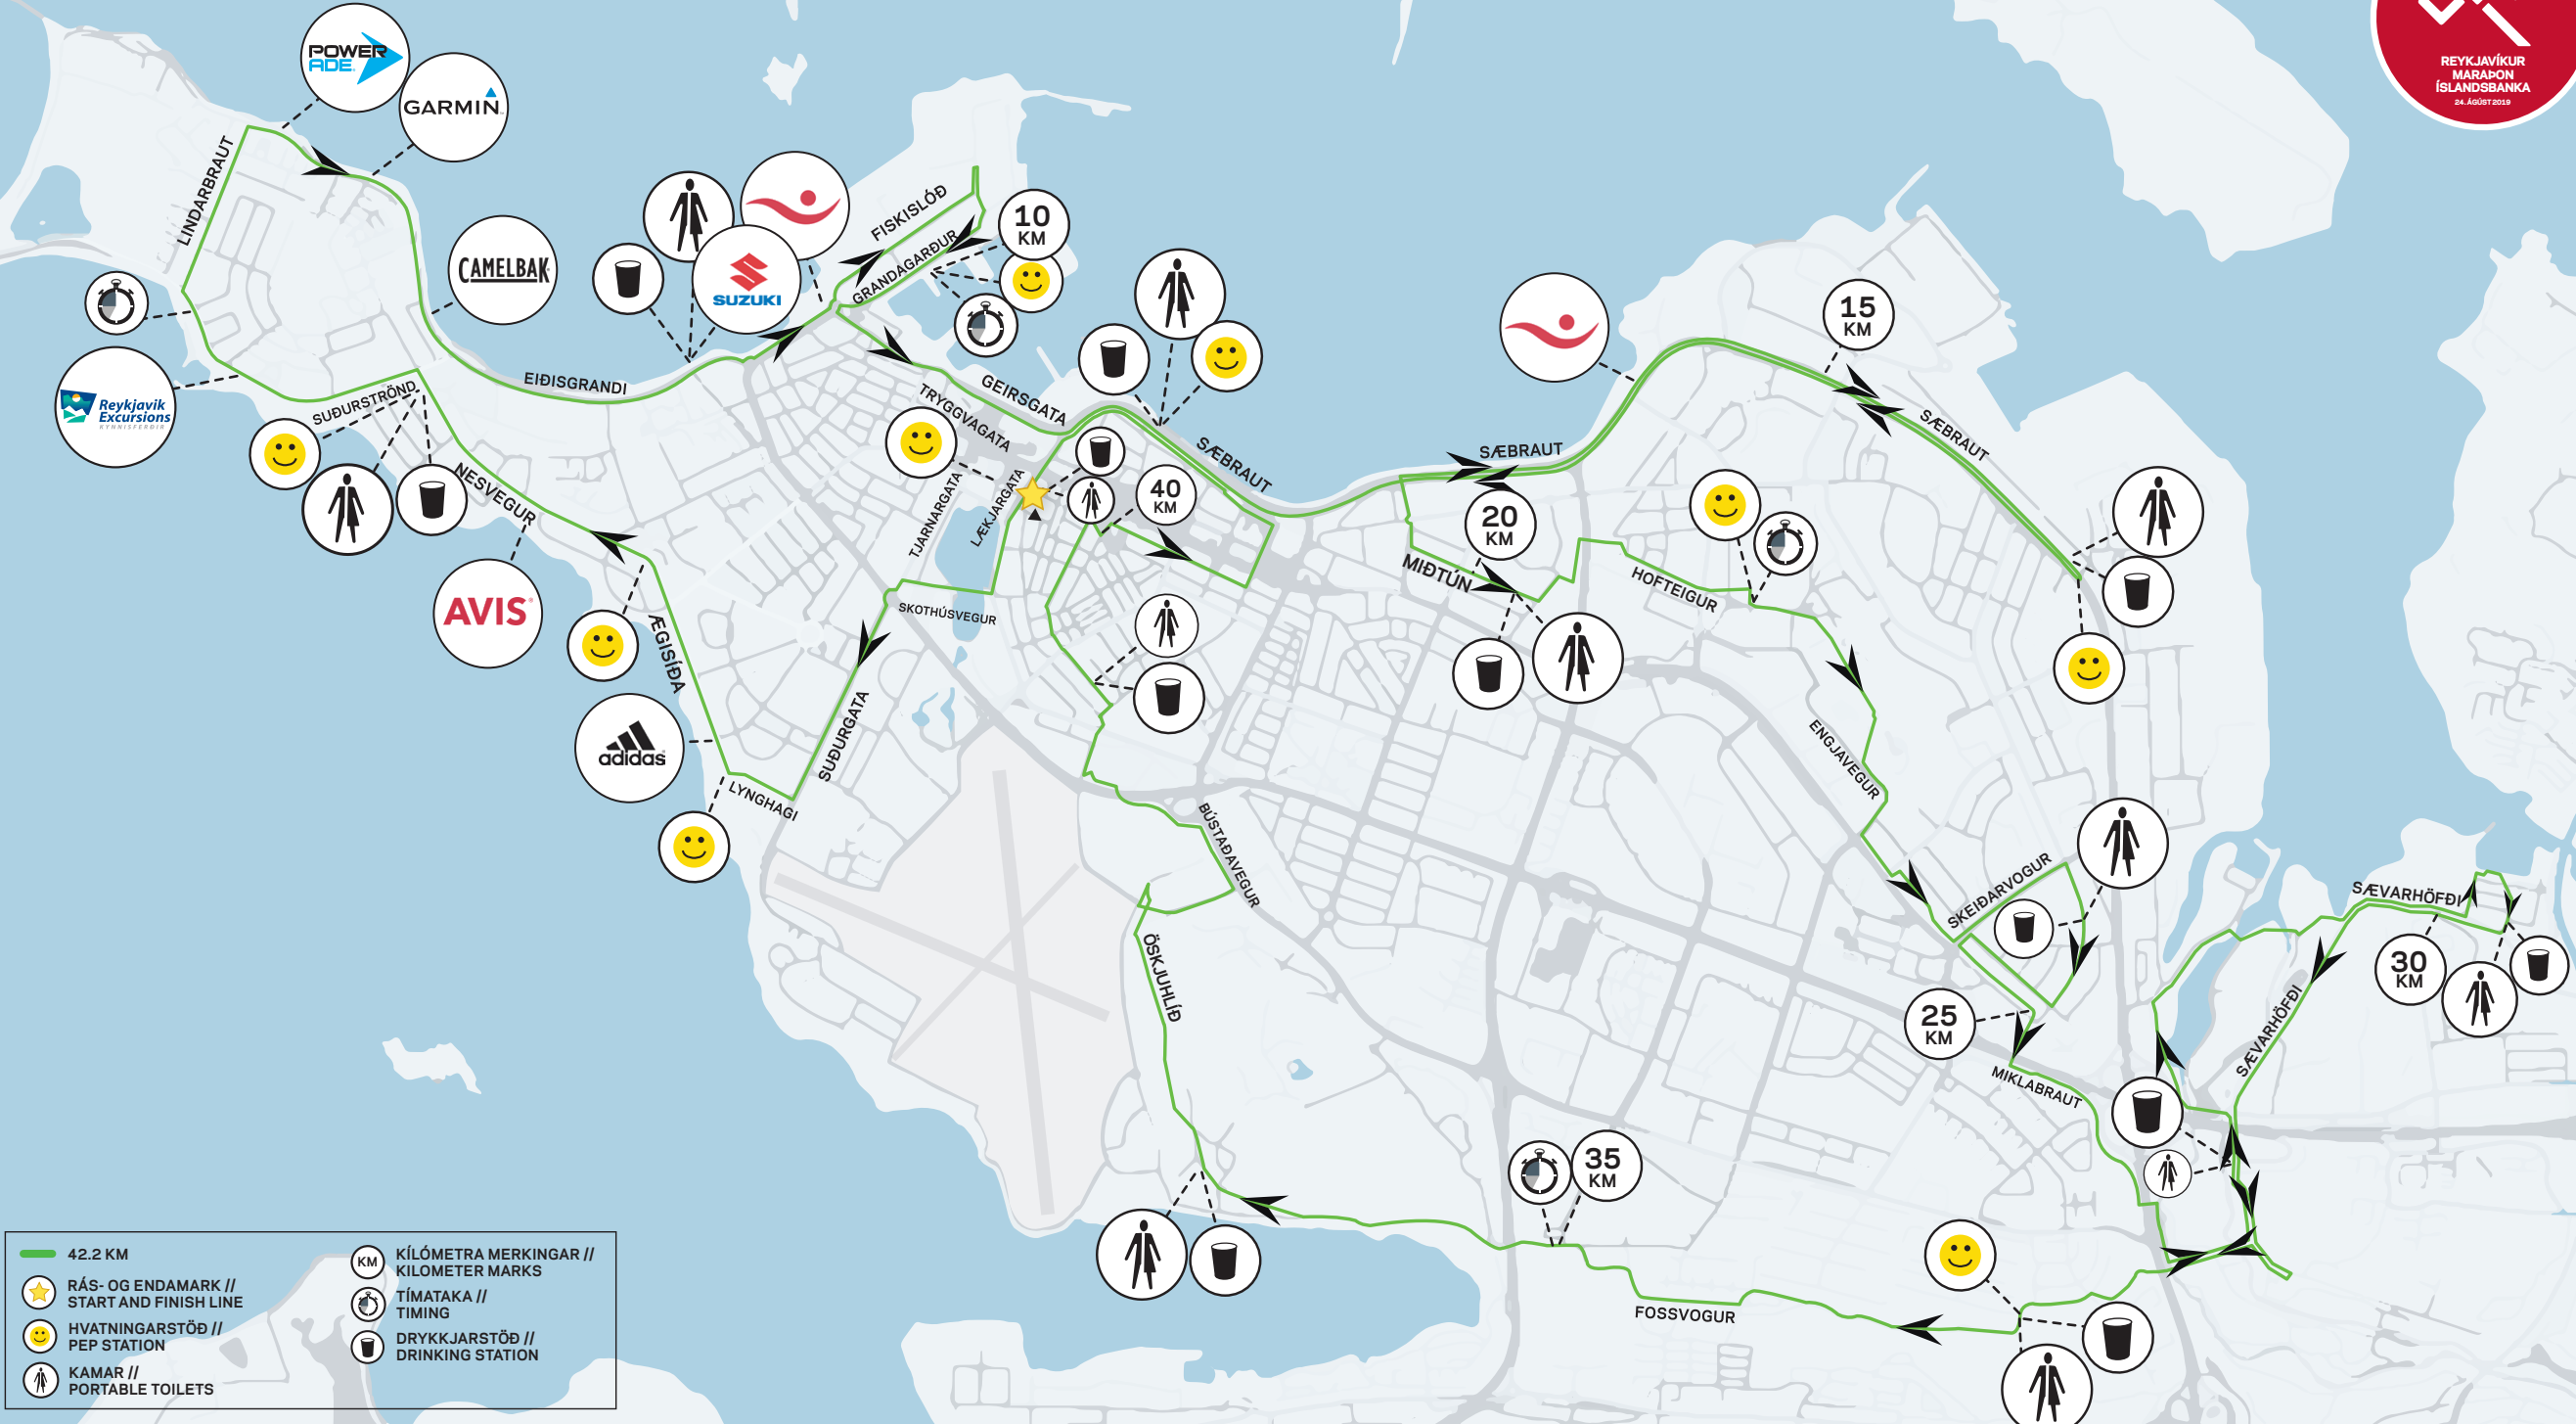 REYKJAVÍKUR
MARAÞON
ÍSLANDSBANKA
24. ÁGÚST 2019
POWER
ADE
GARMIN
LINDARBRAUT
CAMELBAK
SUZUKI
FISKISLÓÐ
GRANDAGARÐUR
10
KM
Reykjavik
Excursions
KYNNISFERÐIR
SUÐURSTRÖND
EIÐISGRANDI
NESVEGUR
AVIS
ÆGISÍÐA
adidas
LYNGHAGI
SUÐURGATA
SKOTHÚSVEGUR
TJARNARGATA
LÆKJARGATA
TRYGGVAGATA
GEIRSGATA
SÆBRAUT
40
KM
SÆBRAUT
15
KM
SÆBRAUT
20
KM
MIÐTÚN
HOFTEIGUR
ENGJAVEGUR
SKEIÐARVOGUR
25
KM
MIKLABRAUT
SÆVARHÖFÐI
30
KM
SÆVARHÖFÐI
BÚSTAÐAVEGUR
ÖSKJUHLÍÐ
35
KM
FOSSVOGUR
42.2 KM
RÁS- OG ENDAMARK //
START AND FINISH LINE
HVATNINGARSTÖÐ //
PEP STATION
KAMAR //
PORTABLE TOILETS
KM
KÍLÓMETRA MERKINGAR //
KILOMETER MARKS
TÍMATAKA //
TIMING
DRYKKJARSTÖÐ //
DRINKING STATION